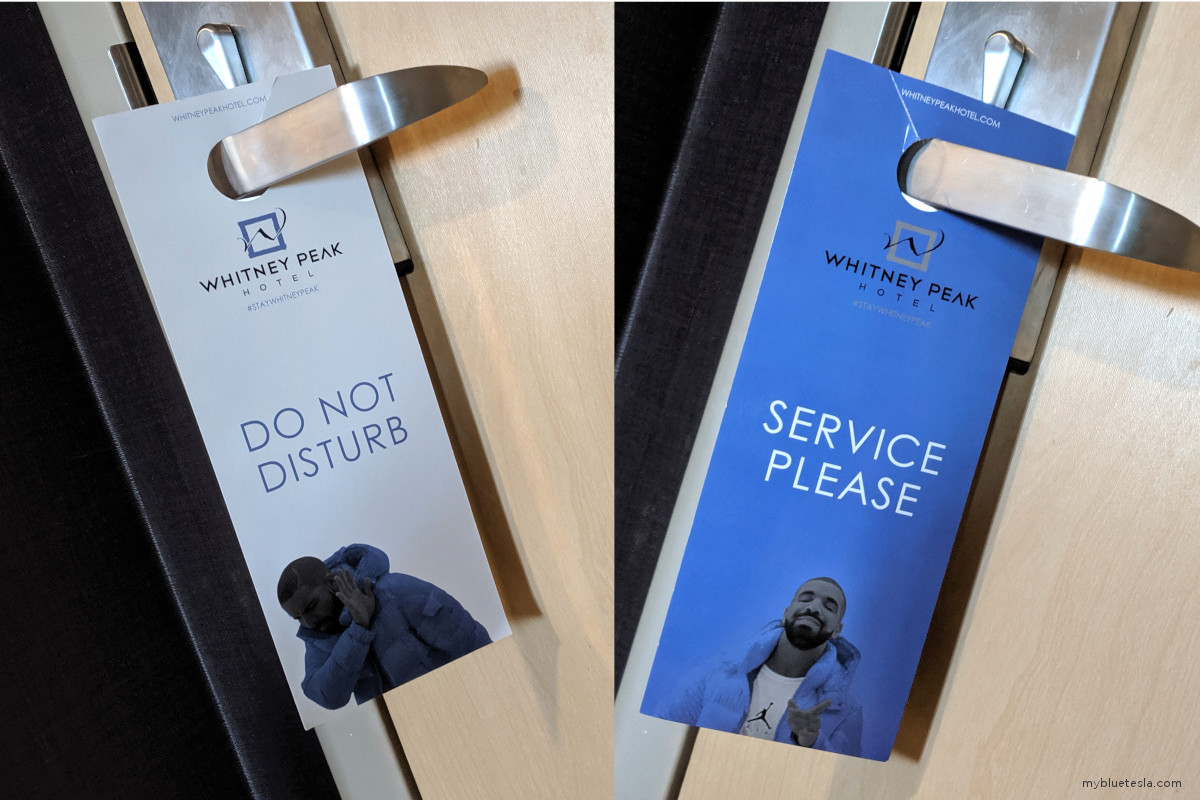 WHITNEYPEAKHOTEL.COM
WHITNEY PEAK
HOTEL
#STAYWHITNEYPEAK
DO NOT
DISTURB
WHITNEYPEAKHOTEL.COM
WHITNEY PEAK
HOTEL
#STAYWHITNEYPEAK
SERVICE
PLEASE
mybluetesla.com